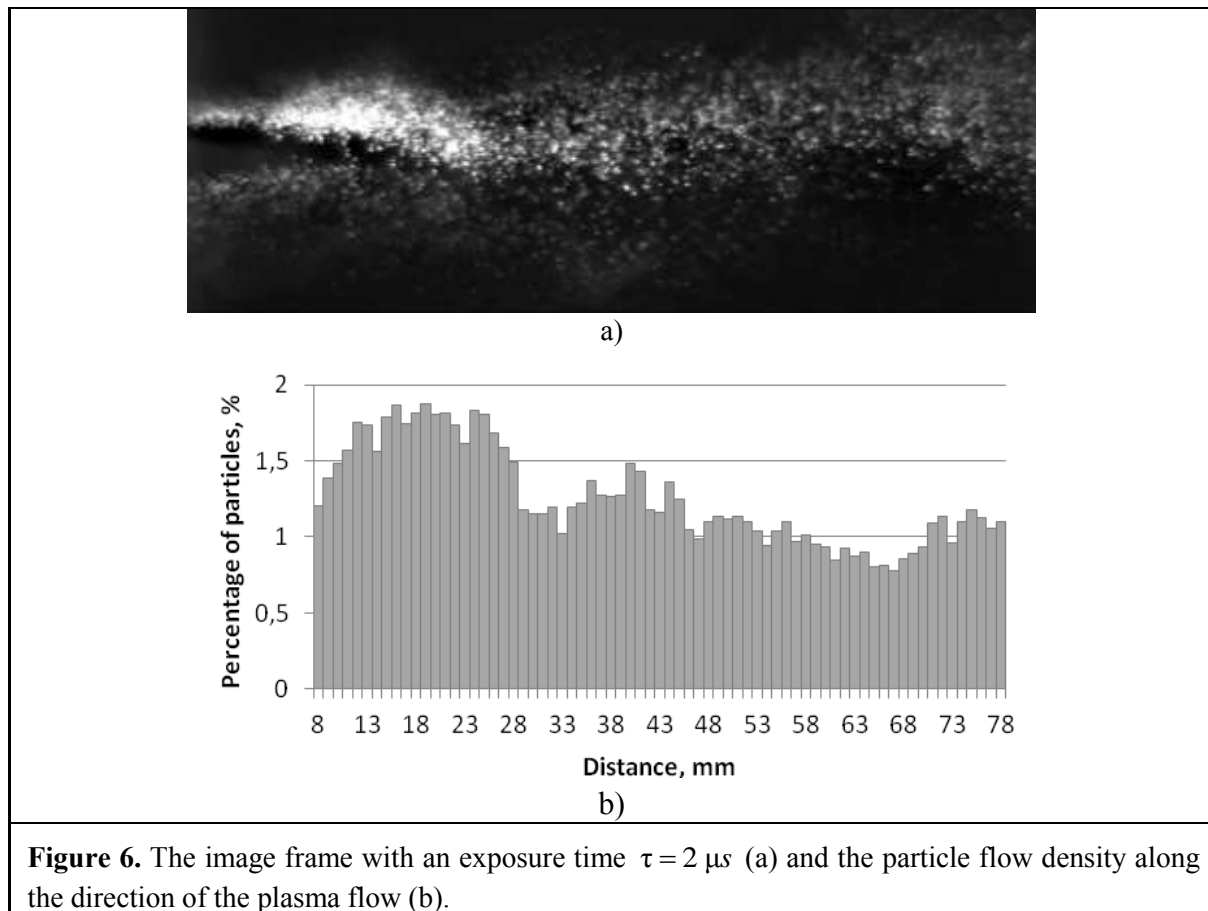 a)
Percentage of particles, %
2
1,5
1
0,5
0
8 13 18 23 28 33 38 43 48 53 58 63 68 73 78
Distance, mm
b)
Figure 6. The image frame with an exposure time τ = 2 μs (a) and the particle flow density along
the direction of the plasma flow (b).